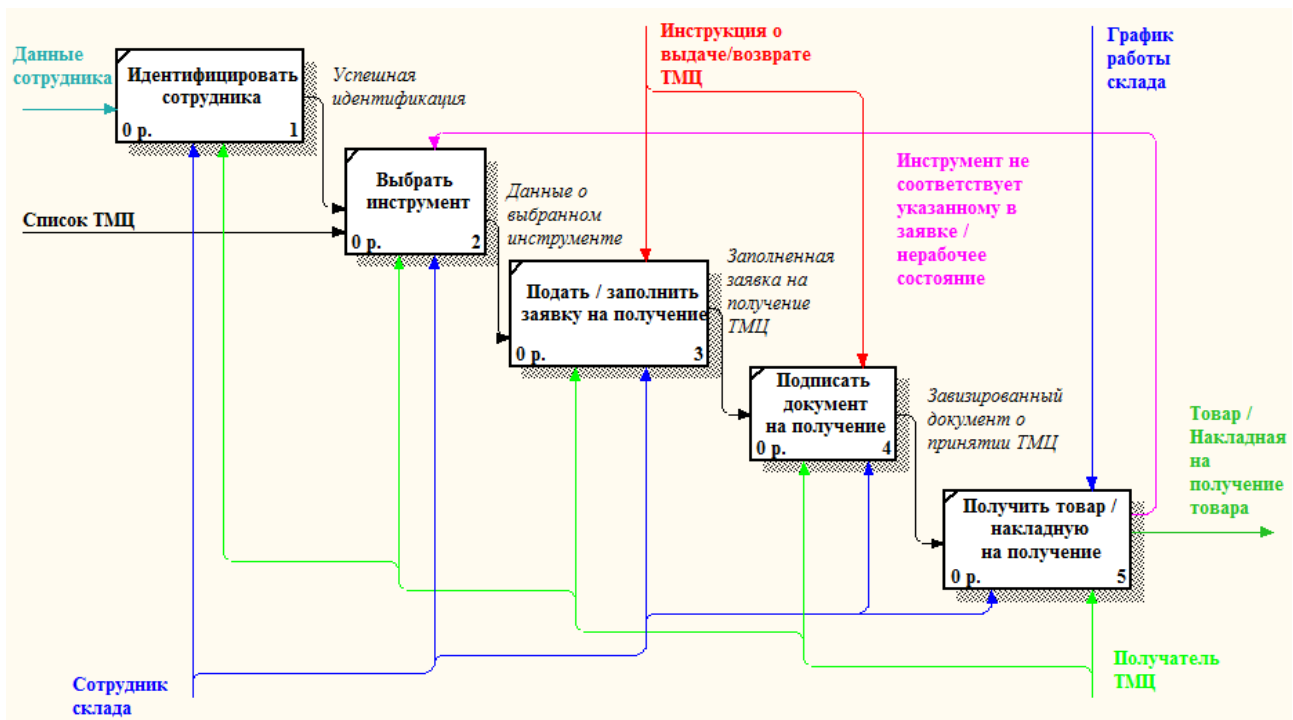 Данные
сотрудника
Идентифицировать
сотрудника
0 р. 1
Успешная
идентификация
Инструкция о
выдаче/возврате
ТМЦ
График
работы
склада
Список ТМЦ
Выбрать
инструмент
0 р. 2
Данные о
выбранном
инструменте
Инструмент не
соответствует
указанному в
заявке /
нерабочее
состояние
Подать / заполнить
заявку на получение
0 р. 3
Заполненная
заявка на
получение
ТМЦ
Подписать
документ
на получение
0 р. 4
Завизированный
документ о
принятии ТМЦ
Товар /
Накладная
на
получение
товара
Получить товар /
накладную
на получение
0 р. 5
Сотрудник
склада
Получатель
ТМЦ